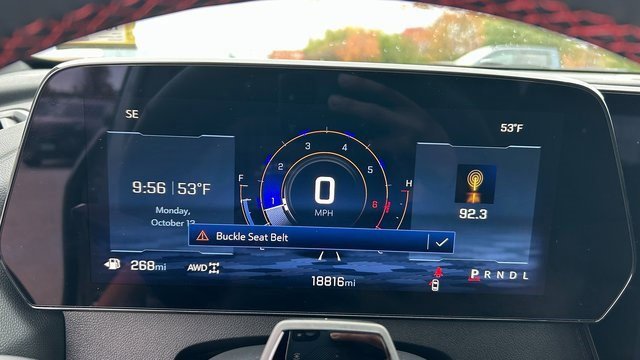 SE
53°F
1 2 3 4 5 6
F H
9:56 53°F
0
MPH
Monday,
October
92.3
Buckle Seat Belt
268mi AWD
18816mi
P R N D L